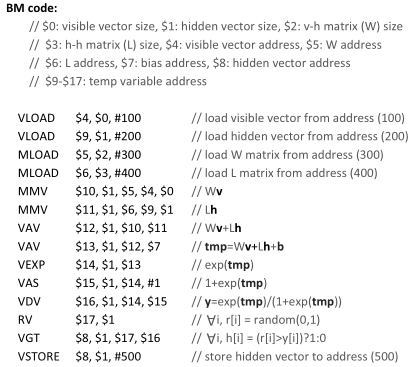 BM code:
// $0: visible vector size, $1: hidden vector size, $2: v-h matrix (W) size
// $3: h-h matrix (L) size, $4: visible vector address, $5: W address
// $6: L address, $7: bias address, $8: hidden vector address
// $9-$17: temp variable address
VLOAD $4, $0, #100 // load visible vector from address (100)
VLOAD $9, $1, #200 // load hidden vector from address (200)
MLOAD $5, $2, #300 // load W matrix from address (300)
MLOAD $6, $3, #400 // load L matrix from address (400)
MMV $10, $1, $5, $4, $0 // Wv
MMV $11, $1, $6, $9, $1 // Lh
VAV $12, $1, $10, $11 // Wv+Lh
VAV $13, $1, $12, $7 // tmp=Wv+Lh+b
VEXP $14, $1, $13 // exp(tmp)
VAS $15, $1, $14, #1 // 1+exp(tmp)
VDV $16, $1, $14, $15 // y=exp(tmp)/(1+exp(tmp))
RV $17, $1 // ∀i, r[i] = random(0,1)
VGT $8, $1, $17, $16 // ∀i, h[i] = (r[i]>y[i])?1:0
VSTORE $8, $1, #500 // store hidden vector to address (500)